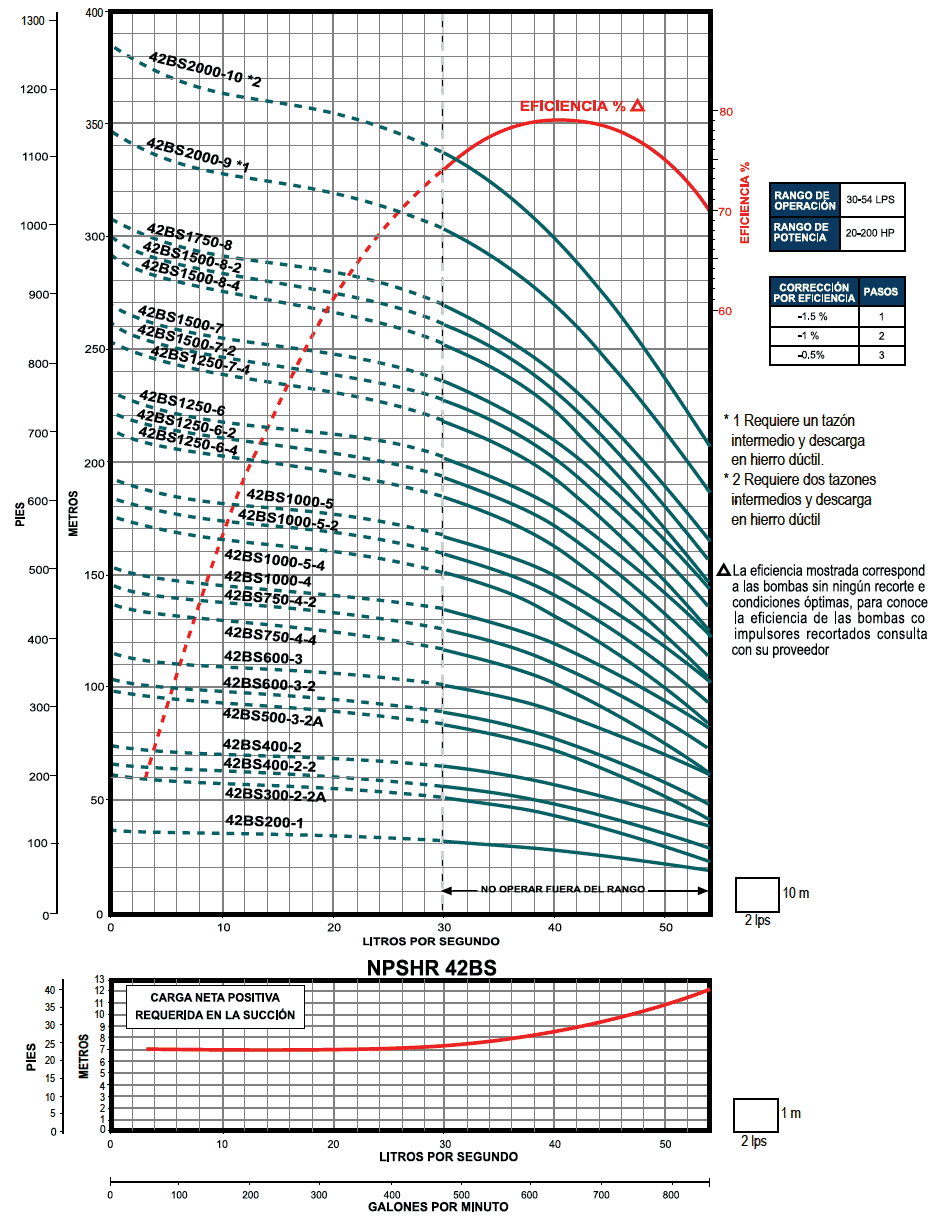 1300
1200
1100
1000
900
800
700
600
500
400
300
200
100
0
PIES
400
350
300
250
200
150
100
50
0
METROS
42BS2000-10 *2
42BS2000-9 *1
42BS1750-8
42BS1500-8-2
42BS1500-8-4
42BS1500-7
42BS1500-7-2
42BS1250-7-4
42BS1250-6
42BS1250-6-2
42BS1250-6-4
42BS1000-5
42BS1000-5-2
42BS1000-5-4
42BS1000-4
42BS750-4-2
42BS750-4-4
42BS600-3
42BS600-3-2
42BS500-3-2A
42BS400-2
42BS400-2-2
42BS300-2-2A
42BS200-1
EFICIENCIA % Δ
80
70
60
EFICIENCIA %
NO OPERAR FUERA DEL RANGO
0 10 20 30 40 50
LITROS POR SEGUNDO
RANGO DE OPERACIÓN 30-54 LPS
RANGO DE POTENCIA 20-200 HP
CORRECCIÓN POR EFICIENCIA PASOS
-1.5 % 1
-1 % 2
-0.5% 3
* 1 Requiere un tazón
intermedio y descarga
en hierro dúctil.
* 2 Requiere dos tazones
intermedios y descarga
en hierro dúctil
Δ La eficiencia mostrada correspond
a las bombas sin ningún recorte e
condiciones óptimas, para conoce
la eficiencia de las bombas co
impulsores recortados consulta
con su proveedor
10 m
2 lps
NPSHR 42BS
40
35
30
25
20
15
10
5
0
PIES
13
12
11
10
9
8
7
6
5
4
3
2
1
0
METROS
CARGA NETA POSITIVA
REQUERIDA EN LA SUCCIÓN
0 10 20 30 40 50
LITROS POR SEGUNDO
1 m
2 lps
0 100 200 300 400 500 600 700 800
GALONES POR MINUTO